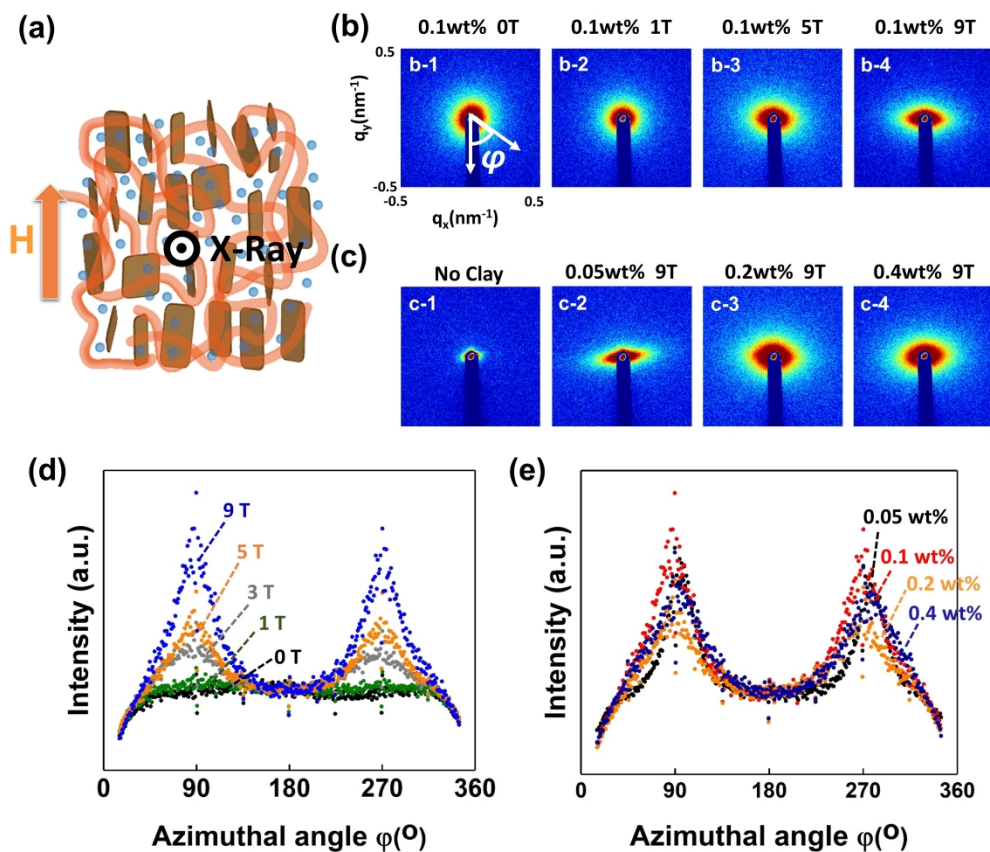 (a)
H
X-Ray
(b)
0.1wt% 0T
0.1wt% 1T
0.1wt% 5T
0.1wt% 9T
0.5
b-1
b-2
b-3
b-4
qy(nm-1)
φ
-0.5
-0.5
0.5
qx(nm-1)
(c)
No Clay
0.05wt% 9T
0.2wt% 9T
0.4wt% 9T
c-1
c-2
c-3
c-4
(d)
Intensity (a.u.)
9 T
5 T
3 T
1 T
0 T
0
90
180
270
360
Azimuthal angle φ(O)
(e)
Intensity (a.u.)
0.05 wt%
0.1 wt%
0.2 wt%
0.4 wt%
0
90
180
270
360
Azimuthal angle φ(O)